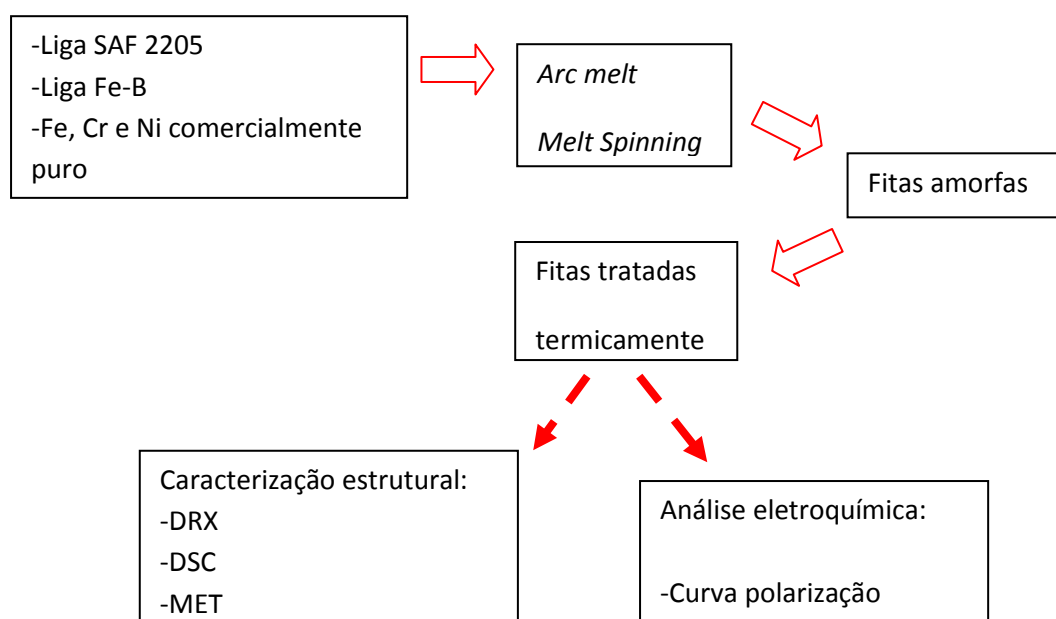 -Liga SAF 2205
-Liga Fe-B
-Fe, Cr e Ni comercialmente
puro
Arc melt
Melt Spinning
Fitas amorfas
Fitas tratadas
termicamente
Caracterização estrutural:
-DRX
-DSC
-MET
Análise eletroquímica:
-Curva polarização